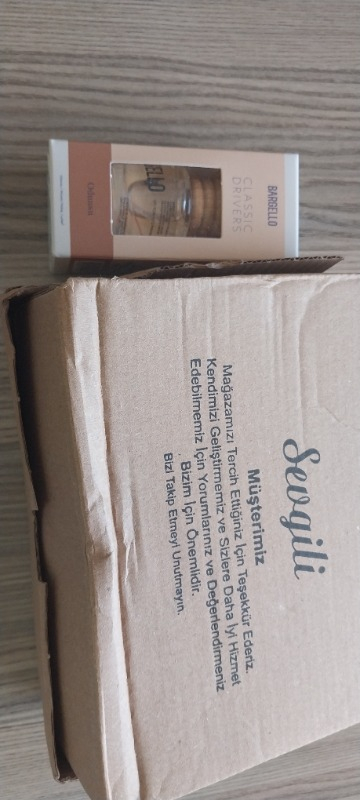 BARGELLO
CLASSIC
DRIVERS
Sevgili
Müşterimiz
Mağazamızı Tercih Ettiğiniz İçin Teşekkür Ederiz.
Kendimizi Geliştirmemiz ve Sizlere Daha İyi Hizmet
Edebilmemiz İçin Yorumlarınız ve Değerlendirmeniz
Bizim İçin Önemlidir.
Bizi Takip Etmeyi Unutmayın.